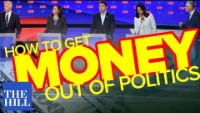 HOW TO GET
MONEY
OUT OF POLITICS
THE
HILL